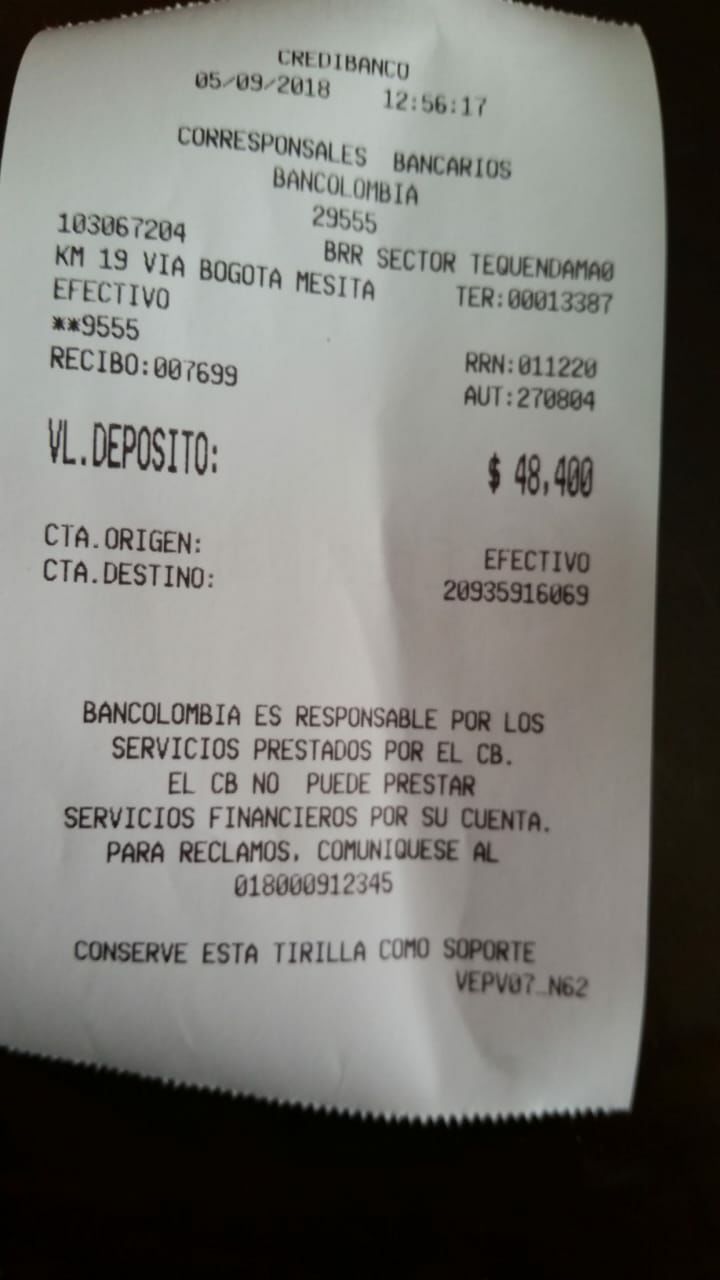 CREDIBANCO
05/09/2018 12:56:17
CORRESPONSALES BANCARIOS
BANCOLOMBIA
29555
103067204 BRR SECTOR TEQUENDAMA0
KM 19 VIA BOGOTA MESITA TER:00013387
EFECTIVO
**9555 RRN:011220
RECIBO:007699 AUT:270804
VL.DEPOSITO: $ 48,400
CTA.ORIGEN: EFECTIVO
CTA.DESTINO: 20935916069
BANCOLOMBIA ES RESPONSABLE POR LOS
SERVICIOS PRESTADOS POR EL CB.
EL CB NO PUEDE PRESTAR
SERVICIOS FINANCIEROS POR SU CUENTA.
PARA RECLAMOS, COMUNIQUESE AL
018000912345
CONSERVE ESTA TIRILLA COMO SOPORTE
VEPV07_N62